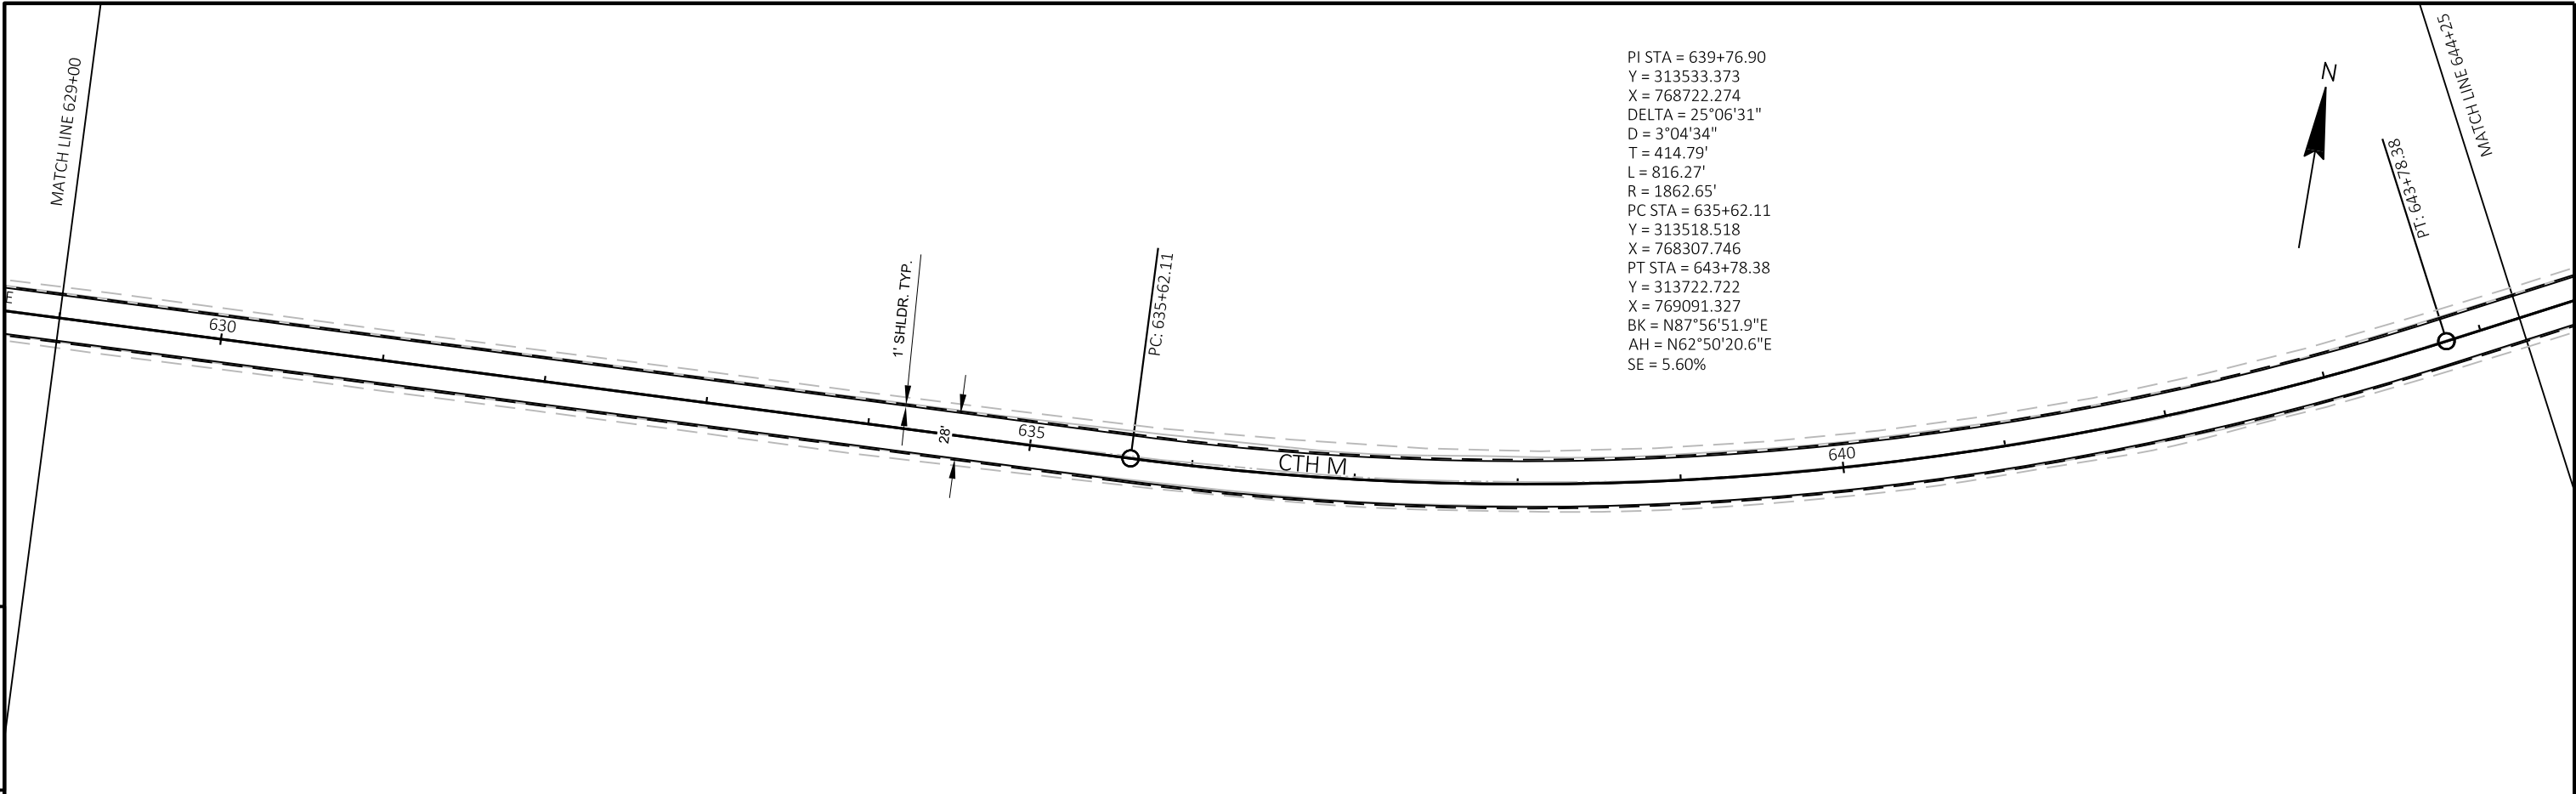 MATCH LINE 629+00
630
1' SHLDR. TYP.
28'
635
PC: 635+62.11
CTH M
PI STA = 639+76.90
Y = 313533.373
X = 768722.274
DELTA = 25°06'31"
D = 3°04'34"
T = 414.79'
L = 816.27'
R = 1862.65'
PC STA = 635+62.11
Y = 313518.518
X = 768307.746
PT STA = 643+78.38
Y = 313722.722
X = 769091.327
BK = N87°56'51.9"E
AH = N62°50'20.6"E
SE = 5.60%
640
N
PT: 643+78.38
MATCH LINE 644+25